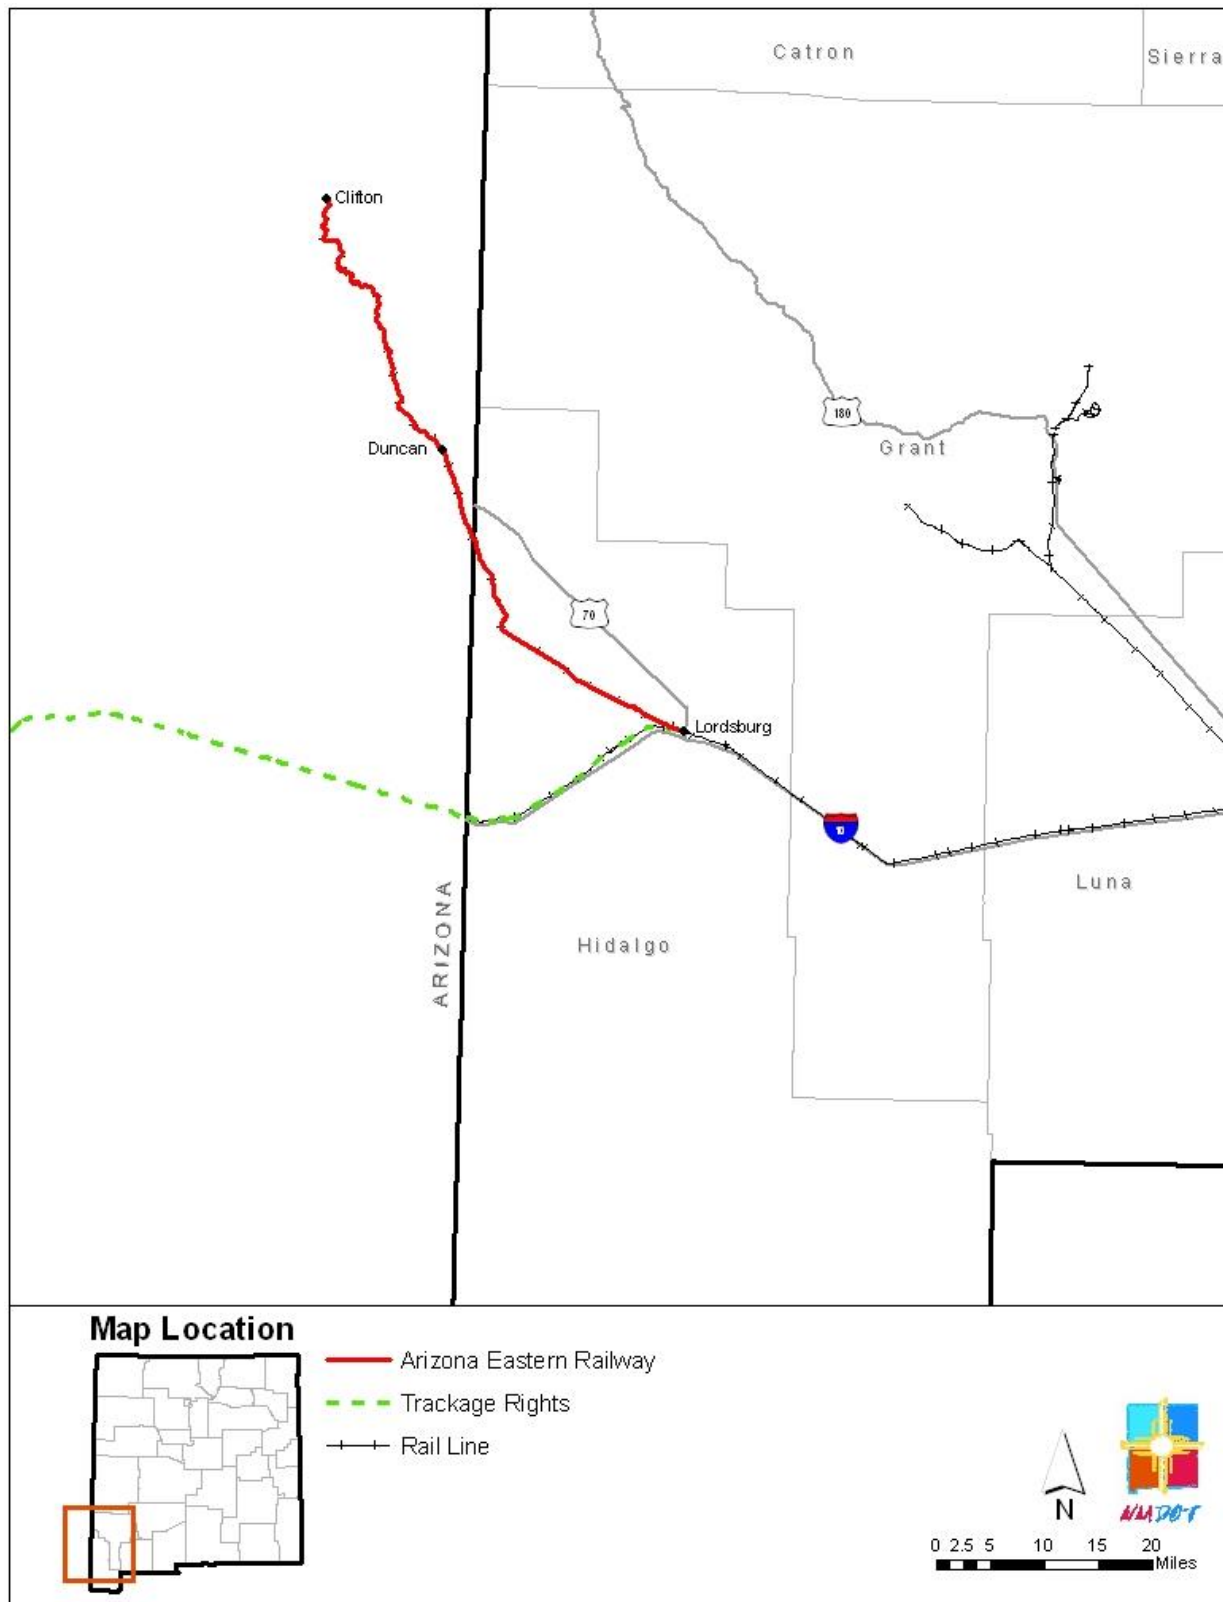 Catron
Sierra
Clifton
180
Duncan
Grant
70
Lordsburg
10
Luna
ARIZONA
Hidalgo
Map Location
Arizona Eastern Railway
Trackage Rights
Rail Line
N
NMDOT
0 2.5 5 10 15 20
Miles